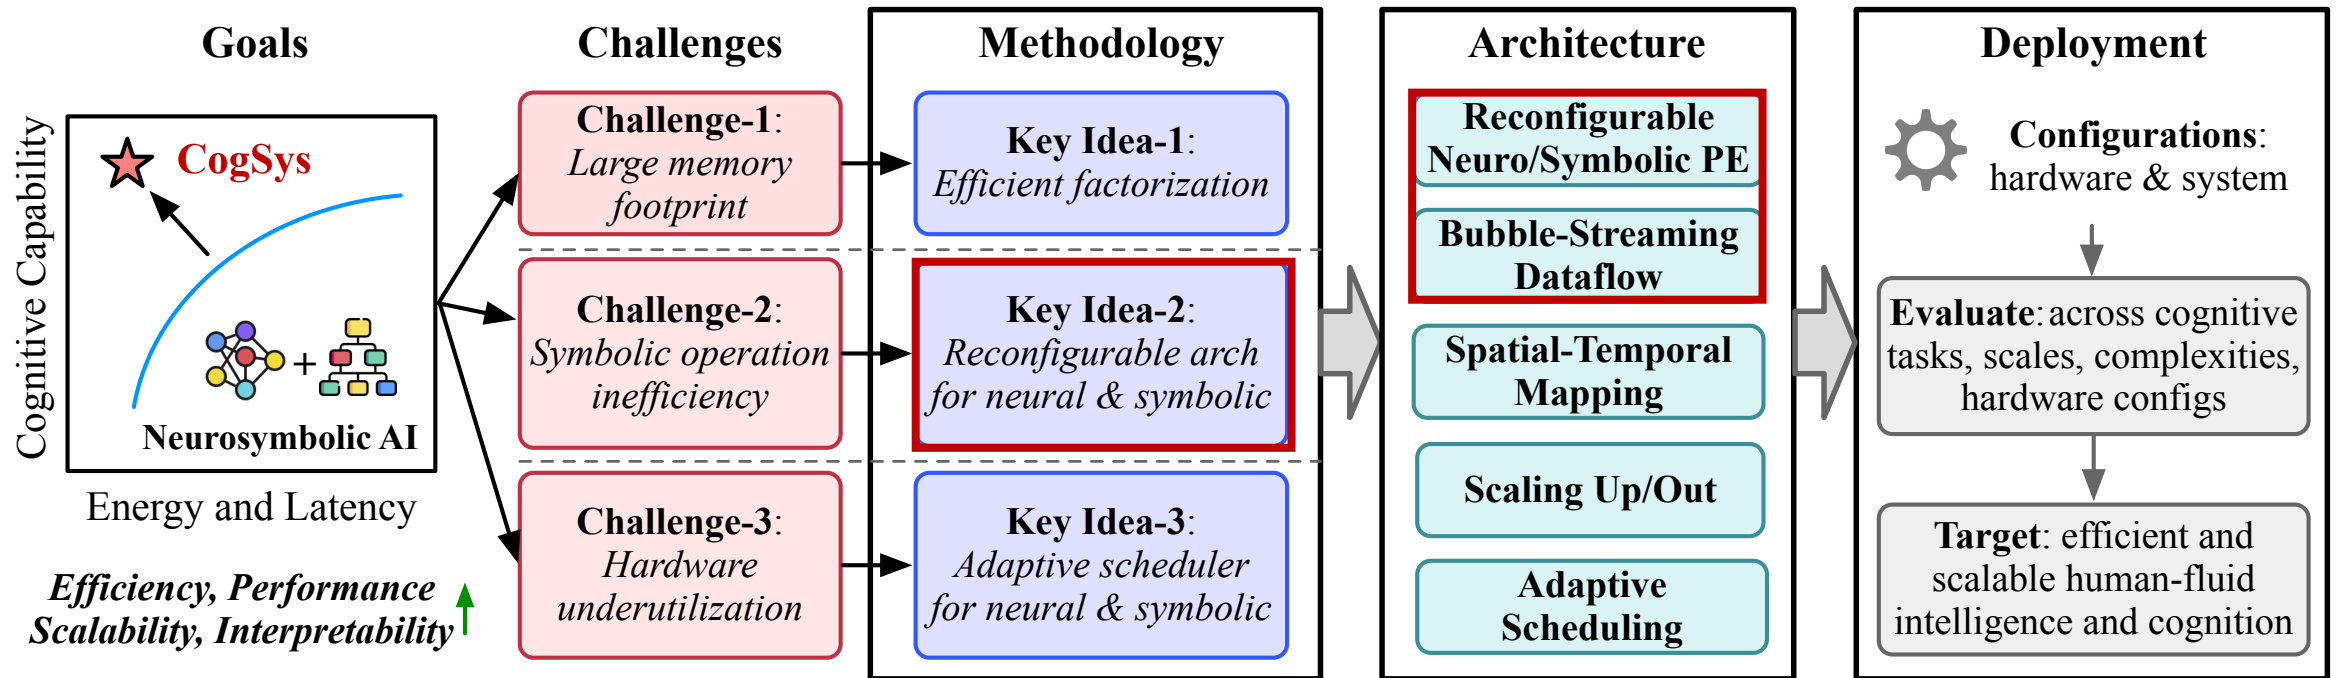 Goals
Cognitive Capability
CogSys
+
Neurosymbolic AI
Energy and Latency
Efficiency, Performance
Scalability, Interpretability
Challenges
Challenge-1:
Large memory
footprint
Challenge-2:
Symbolic operation
inefficiency
Challenge-3:
Hardware
underutilization
Methodology
Key Idea-1:
Efficient factorization
Key Idea-2:
Reconfigurable arch
for neural & symbolic
Key Idea-3:
Adaptive scheduler
for neural & symbolic
Architecture
Reconfigurable
Neuro/Symbolic PE
Bubble-Streaming
Dataflow
Spatial-Temporal
Mapping
Scaling Up/Out
Adaptive
Scheduling
Deployment
Configurations:
hardware & system
Evaluate: across cognitive
tasks, scales, complexities,
hardware configs
Target: efficient and
scalable human-fluid
intelligence and cognition